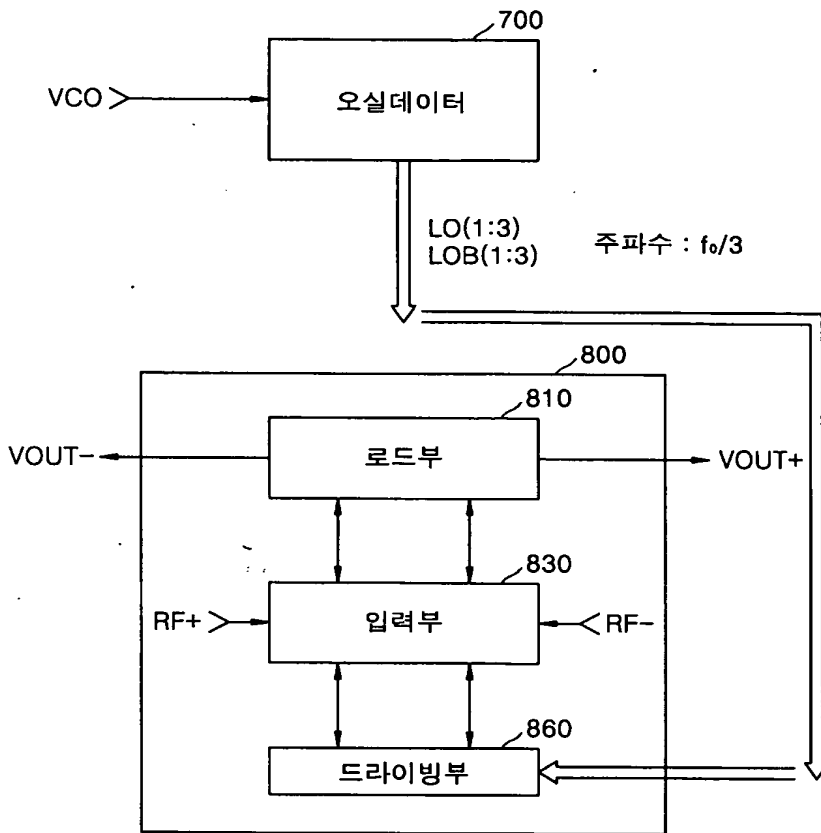 700
VCO
오실데이터
LO(1:3)
LOB(1:3)
주파수 : f₀/3
800
810
VOUT-
로드부
VOUT+
830
RF+
입력부
RF-
860
드라이빙부